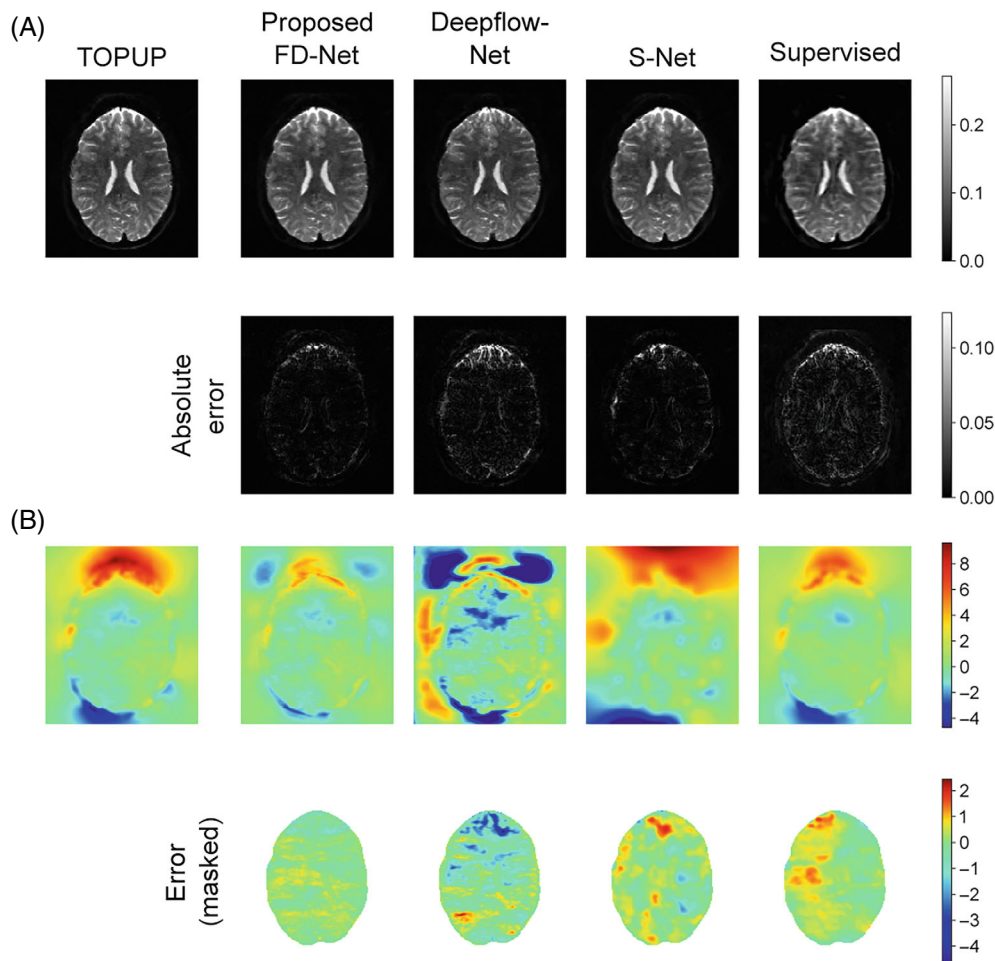 (A)
TOPUP
Proposed
FD-Net
Deepflow-
Net
S-Net
Supervised
0.2
0.1
0.0
Absolute
error
0.10
0.05
0.00
(B)
8
6
4
2
0
−2
−4
Error
(masked)
2
1
0
−1
−2
−3
−4